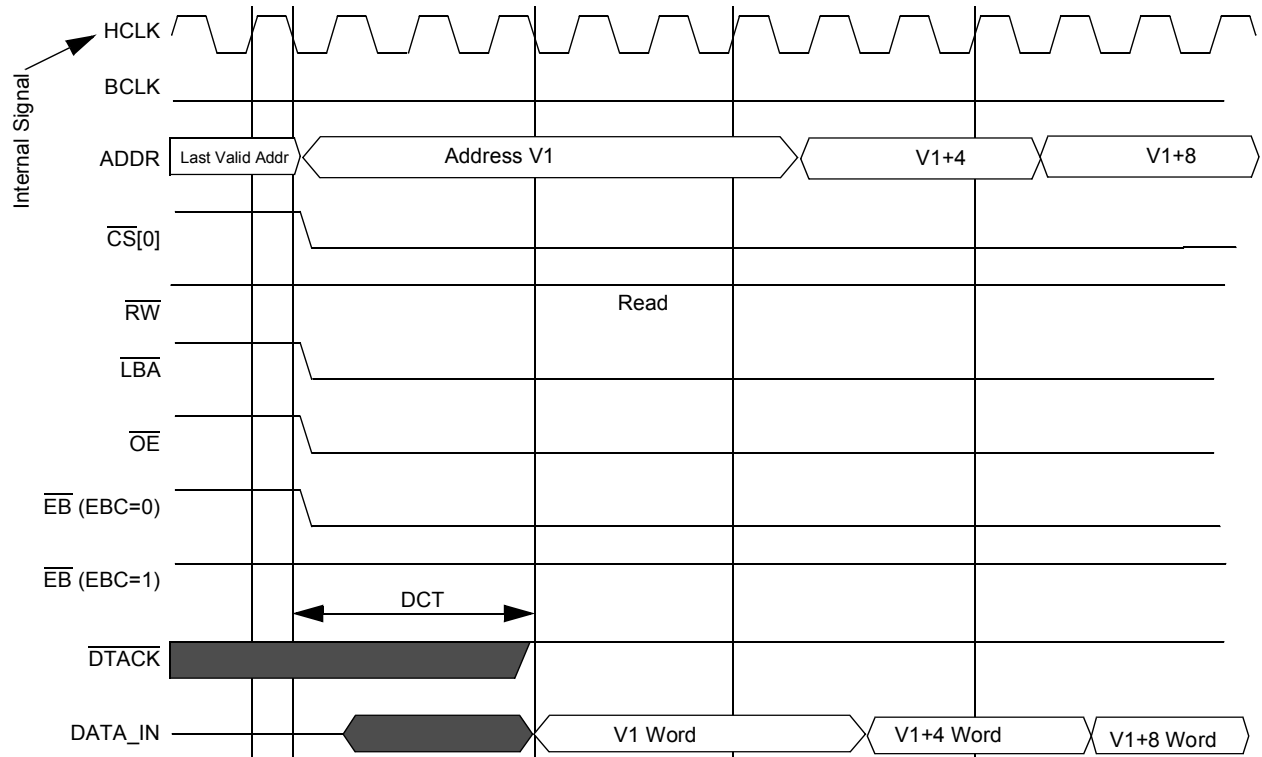 HCLK
Internal Signal
BCLK
ADDR
Last Valid Addr
Address V1
V1+4
V1+8
CS[0]
RW
Read
LBA
OE
EB (EBC=0)
EB (EBC=1)
DCT
DTACK
DATA_IN
V1 Word
V1+4 Word
V1+8 Word